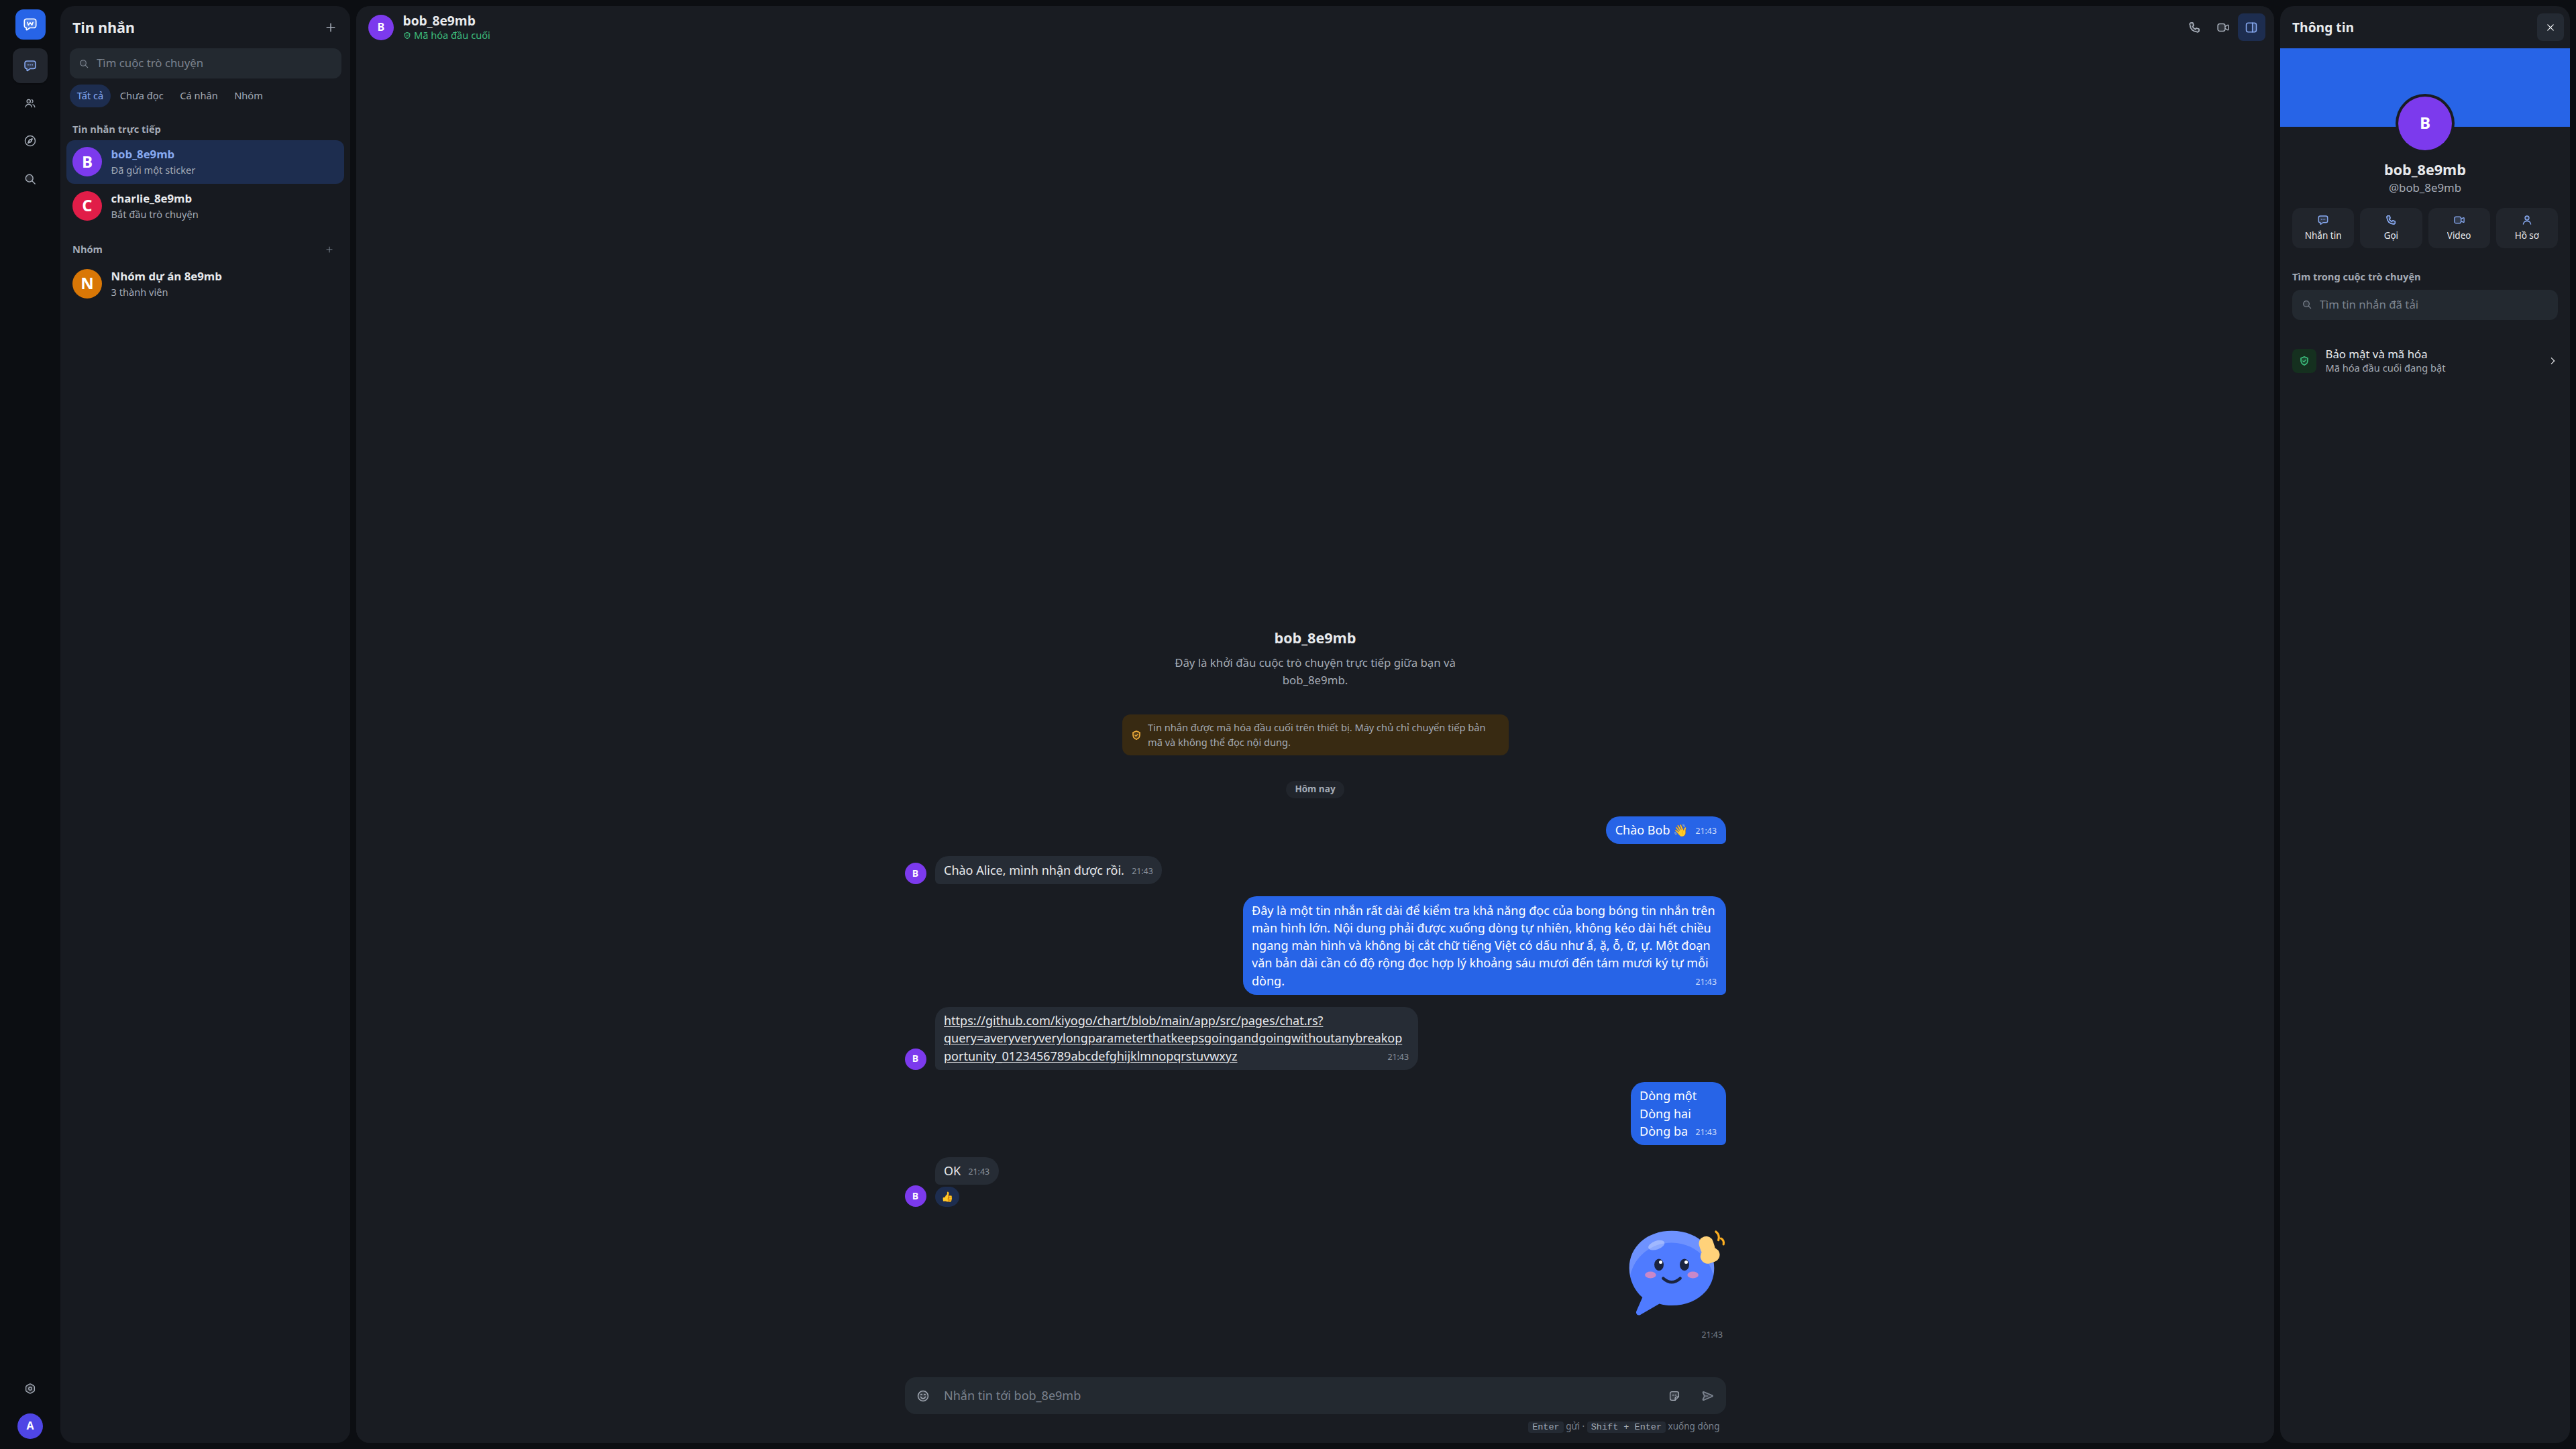 Tin nhắn
Tìm cuộc trò chuyện
Tất cả
Chưa đọc
Cá nhân
Nhóm
Tin nhắn trực tiếp
B
bob_8e9mb
Đã gửi một sticker
C
charlie_8e9mb
Bắt đầu trò chuyện
Nhóm
N
Nhóm dự án 8e9mb
3 thành viên
A
B
bob_8e9mb
Mã hóa đầu cuối
bob_8e9mb
Đây là khởi đầu cuộc trò chuyện trực tiếp giữa bạn và
bob_8e9mb.
Tin nhắn được mã hóa đầu cuối trên thiết bị. Máy chủ chỉ chuyển tiếp bản
mã và không thể đọc nội dung.
Hôm nay
Chào Bob 👋 21:43
B
Chào Alice, mình nhận được rồi. 21:43
Đây là một tin nhắn rất dài để kiểm tra khả năng đọc của bong bóng tin nhắn trên
màn hình lớn. Nội dung phải được xuống dòng tự nhiên, không kéo dài hết chiều
ngang màn hình và không bị cắt chữ tiếng Việt có dấu như ấ, ặ, ỗ, ữ, ự. Một đoạn
văn bản dài cần có độ rộng đọc hợp lý khoảng sáu mươi đến tám mươi ký tự mỗi
dòng. 21:43
https://github.com/kiyogo/chart/blob/main/app/src/pages/chat.rs?
query=averyveryverylongparameterthatkeepsgoingandgoingwithoutanybreakop
portunity_0123456789abcdefghijklmnopqrstuvwxyz 21:43
B
Dòng một
Dòng hai
Dòng ba 21:43
OK 21:43
B
👍
21:43
Nhắn tin tới bob_8e9mb
Enter gửi · Shift + Enter xuống dòng
Thông tin
B
bob_8e9mb
@bob_8e9mb
Nhắn tin
Gọi
Video
Hồ sơ
Tìm trong cuộc trò chuyện
Tìm tin nhắn đã tải
Bảo mật và mã hóa
Mã hóa đầu cuối đang bật